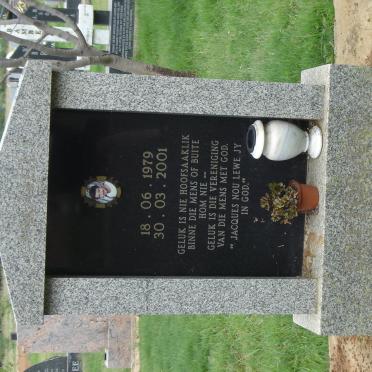 18 . 06 . 1979
30 . 03 . 2001
GELUK IS NIE HOOFSAAKLIK
BINNE DIE MENS OF BUITE
HOM NIE --
GELUK IS DIE VERENIGING
VAN DIE MENS MET GOD.
" JACQUES NOU LEWE JY
IN GOD."